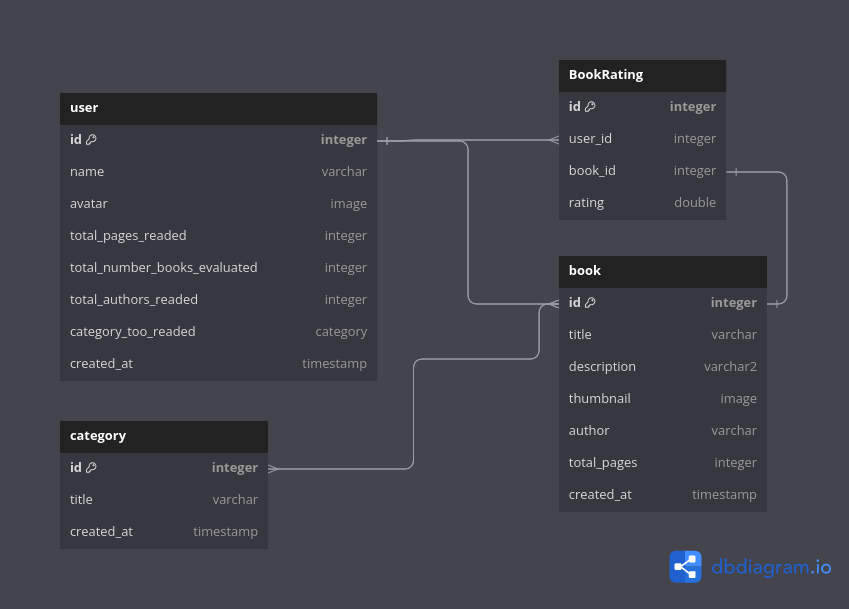 user
id integer
name varchar
avatar image
total_pages_readed integer
total_number_books_evaluated integer
total_authors_readed integer
category_too_readed category
created_at timestamp
category
id integer
title varchar
created_at timestamp
BookRating
id integer
user_id integer
book_id integer
rating double
book
id integer
title varchar
description varchar2
thumbnail image
author varchar
total_pages integer
created_at timestamp
dbdiagram.io